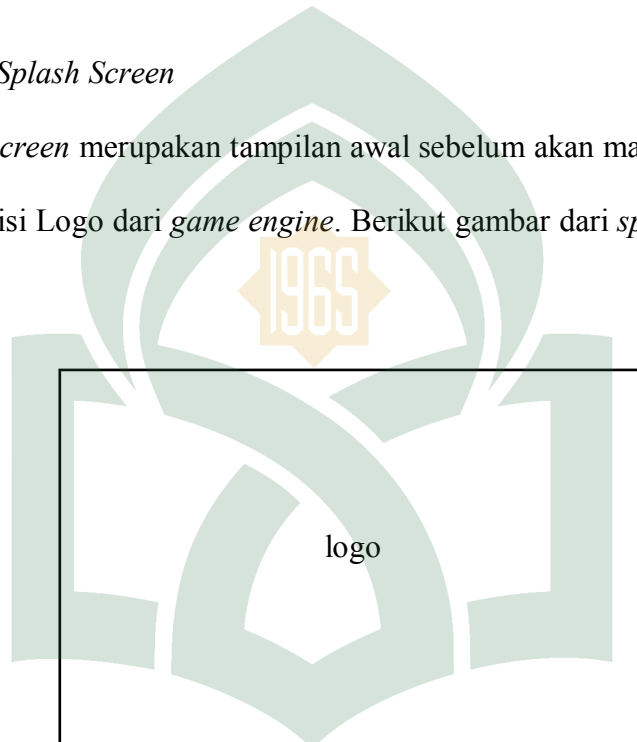 Splash Screen
creen merupakan tampilan awal sebelum akan ma
isi Logo dari game engine. Berikut gambar dari sp
1965
logo